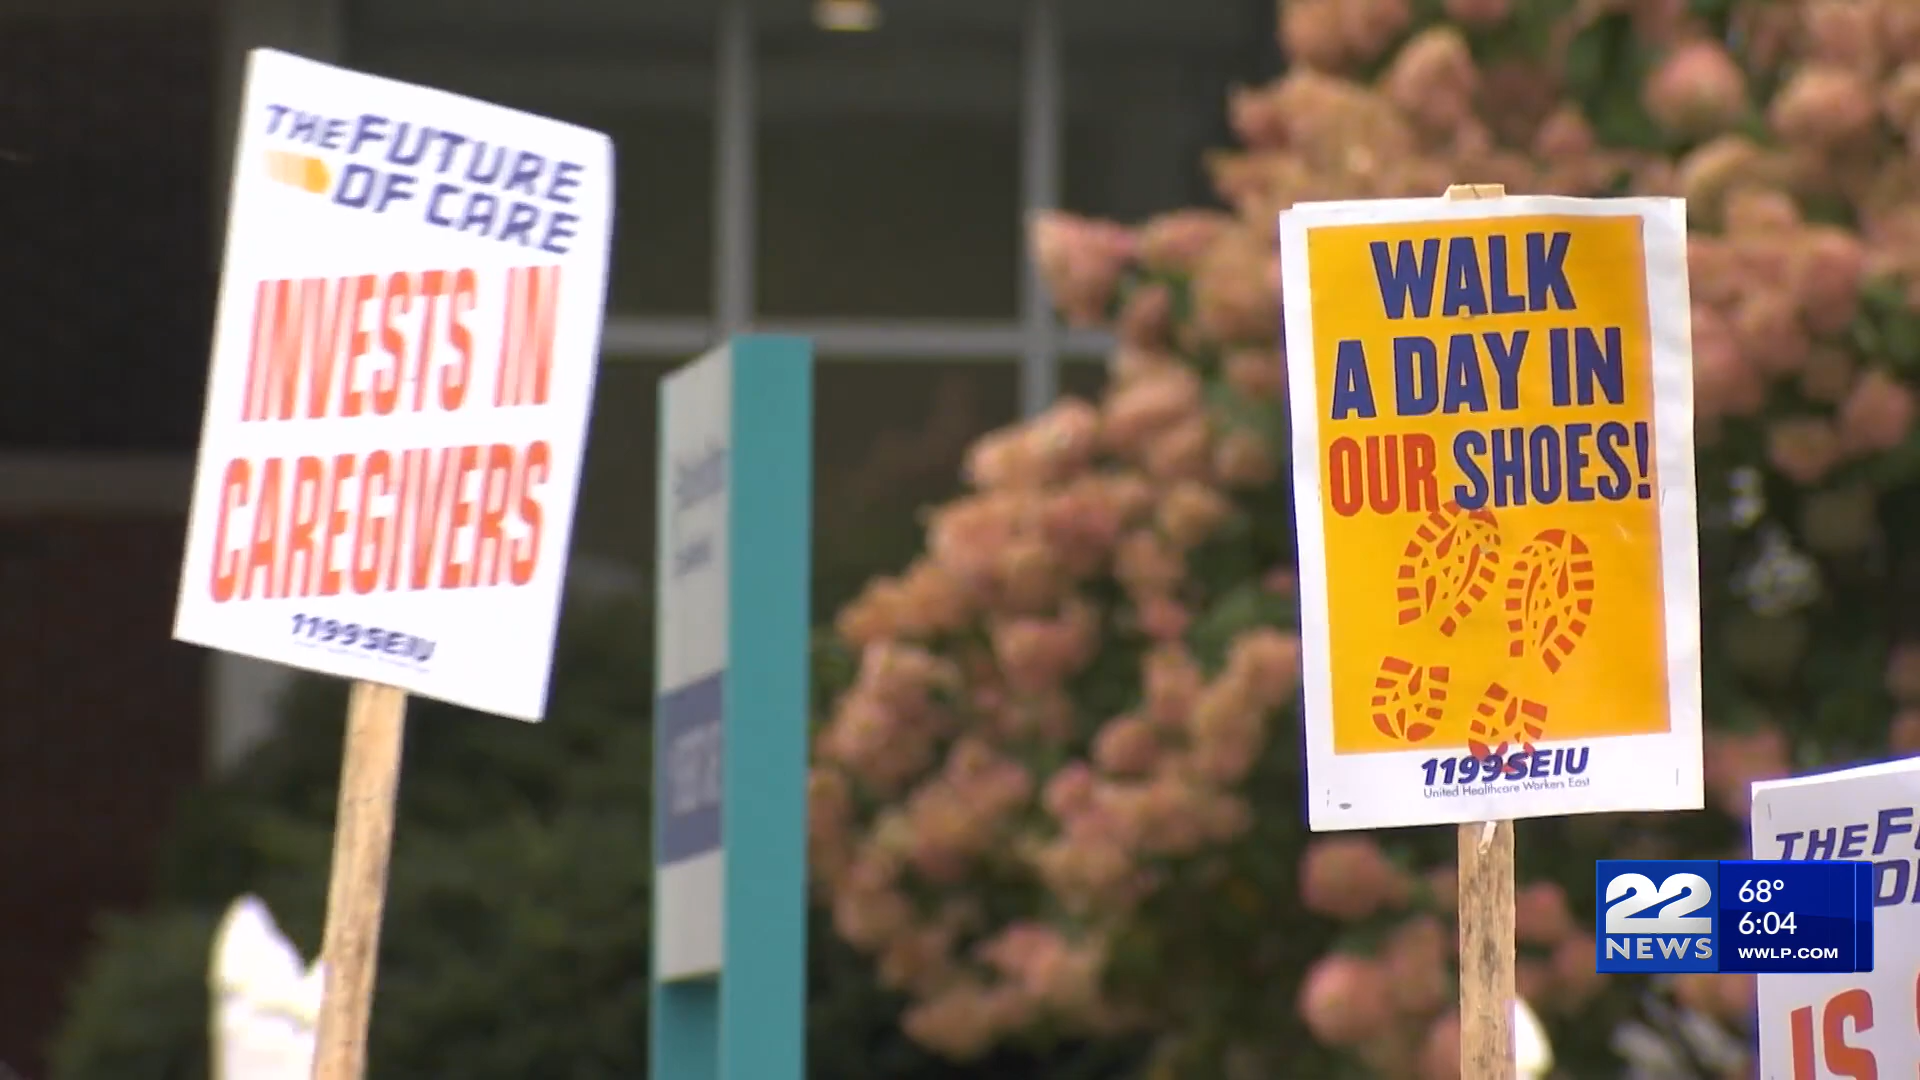 THE FUTURE
OF CARE
INVESTS IN
CAREGIVERS
1199SEIU
WALK
A DAY IN
OUR SHOES!
1199SEIU
United Healthcare Workers East
THE
IS
22
NEWS
68°
6:04
WWLP.COM